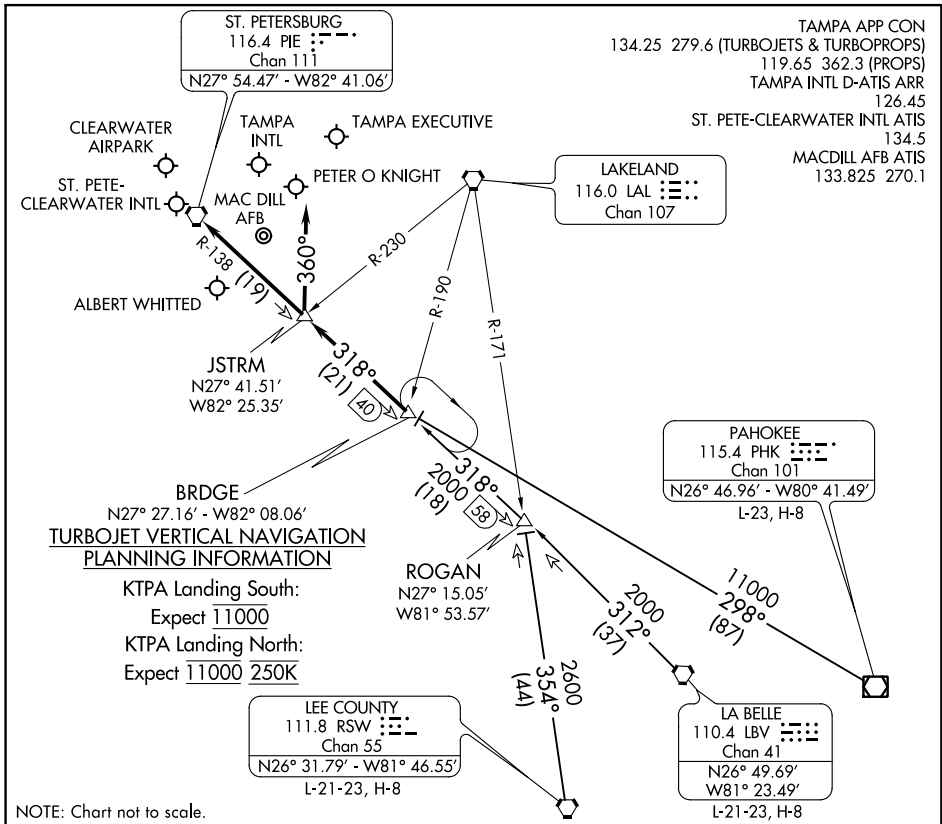 ST. PETERSBURG
116.4 PIE
Chan 111
N27° 54.47' - W82° 41.06'
TAMPA APP CON
134.25 279.6 (TURBOJETS & TURBOPROPS)
119.65 362.3 (PROPS)
TAMPA INTL D-ATIS ARR
126.45
ST. PETE-CLEARWATER INTL ATIS
134.5
MACDILL AFB ATIS
133.825 270.1
CLEARWATER
AIRPARK
TAMPA
INTL
TAMPA EXECUTIVE
ST. PETE-
CLEARWATER INTL
MAC DILL
AFB
PETER O KNIGHT
LAKELAND
116.0 LAL
Chan 107
ALBERT WHITTED
R-138
(19)
360°
R-230
R-190
R-171
JSTRM
N27° 41.51'
W82° 25.35'
318°
(21)
40
BRDGE
N27° 27.16' - W82° 08.06'
318°
2000
(18)
58
PAHOKEE
115.4 PHK
Chan 101
N26° 46.96' - W80° 41.49'
L-23, H-8
TURBOJET VERTICAL NAVIGATION
PLANNING INFORMATION
KTPA Landing South:
Expect 11000
KTPA Landing North:
Expect 11000 250K
ROGAN
N27° 15.05'
W81° 53.57'
11000
298°
(87)
2000
312°
(37)
2600
354°
(44)
LEE COUNTY
111.8 RSW
Chan 55
N26° 31.79' - W81° 46.55'
L-21-23, H-8
LA BELLE
110.4 LBV
Chan 41
N26° 49.69'
W81° 23.49'
L-21-23, H-8
NOTE: Chart not to scale.